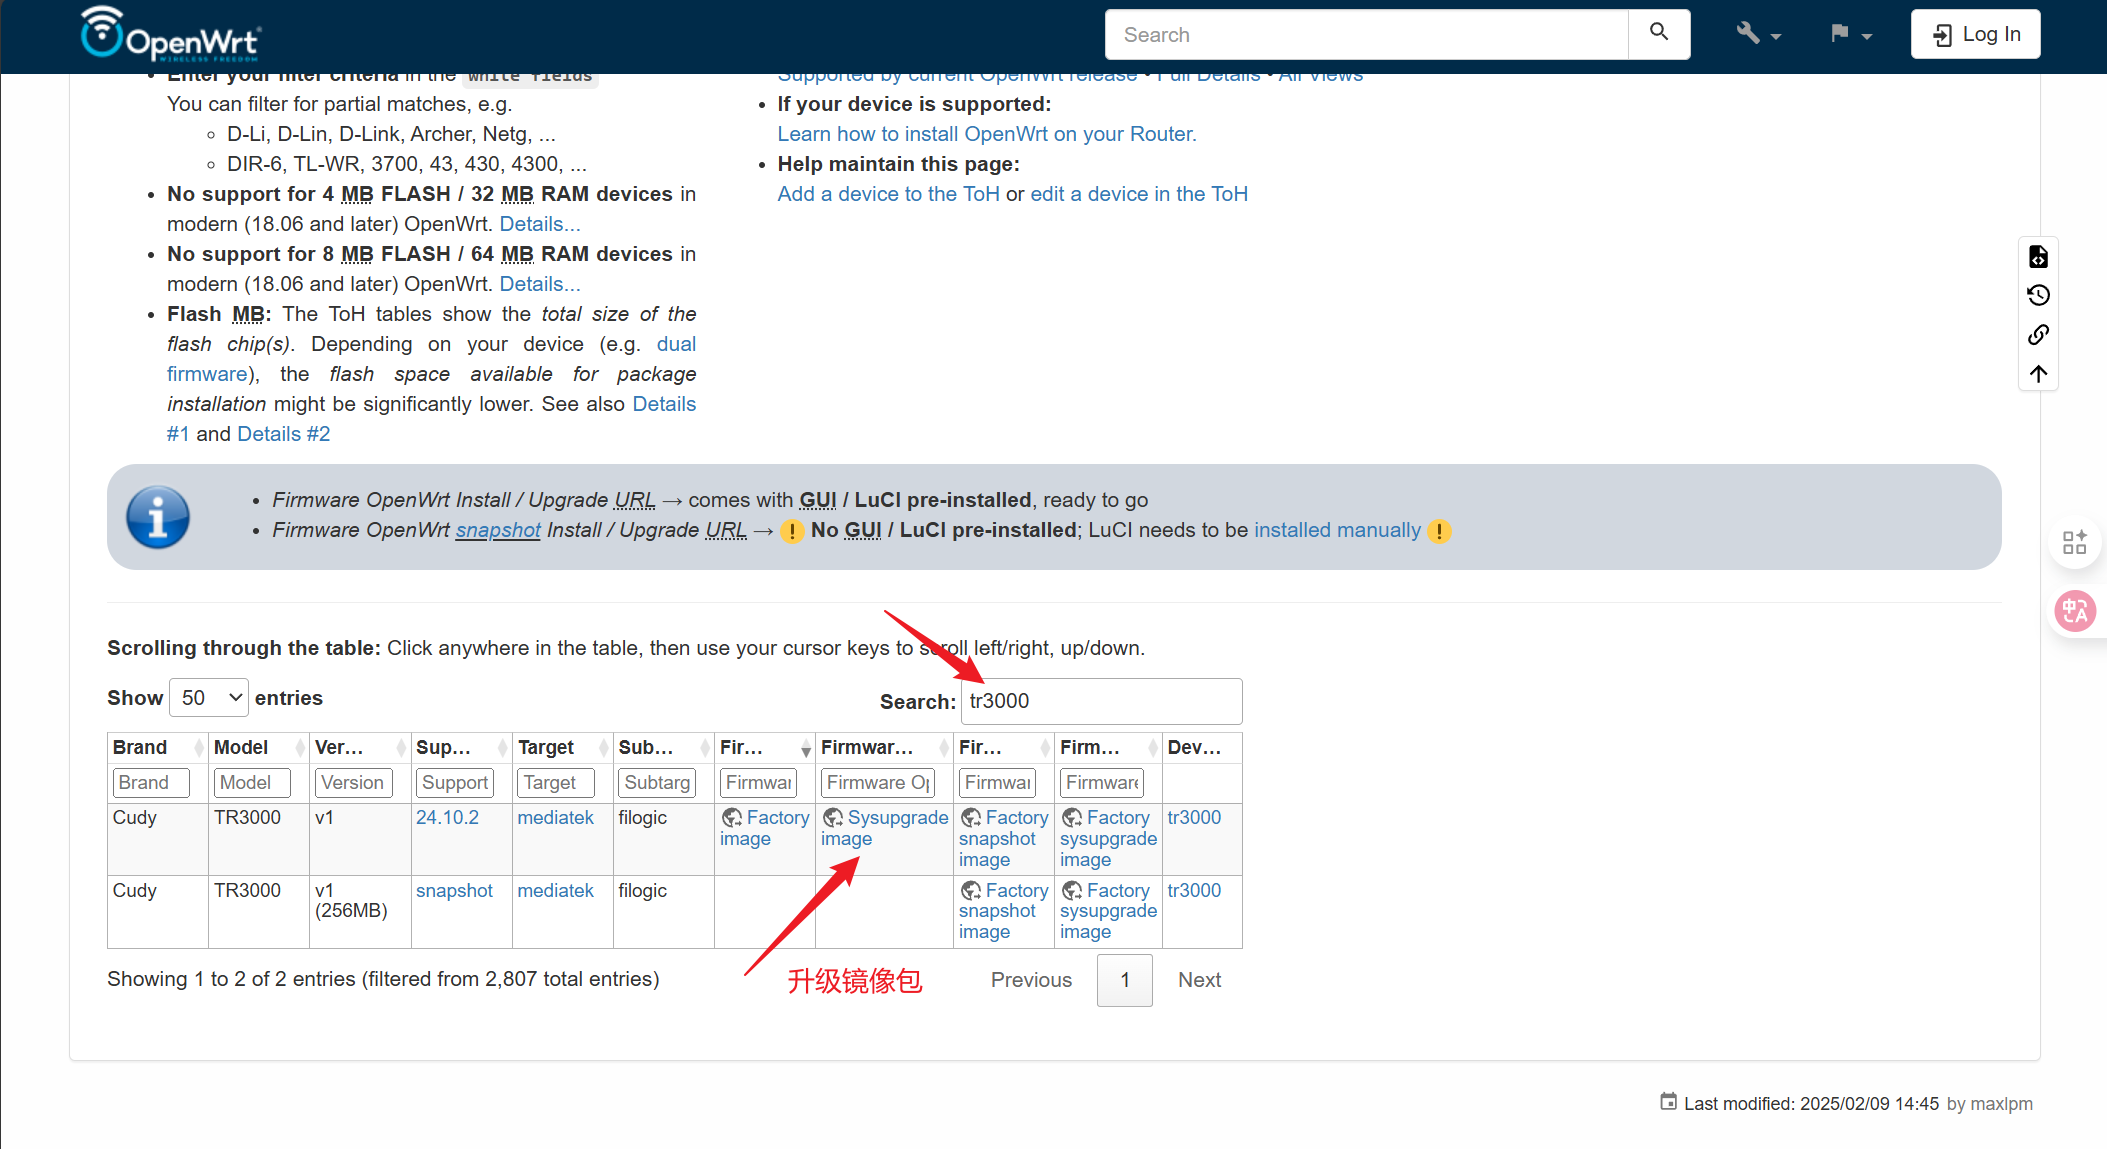 OpenWrt
WIRELESS FREEDOM
Search
Log In
Enter your filter criteria in the white fields
Supported by current OpenWrt release • Full Details • All Views
You can filter for partial matches, e.g.
D-Li, D-Lin, D-Link, Archer, Netg, ...
DIR-6, TL-WR, 3700, 43, 430, 4300, ...
No support for 4 MB FLASH / 32 MB RAM devices in
modern (18.06 and later) OpenWrt. Details...
No support for 8 MB FLASH / 64 MB RAM devices in
modern (18.06 and later) OpenWrt. Details...
Flash MB: The ToH tables show the total size of the
flash chip(s). Depending on your device (e.g. dual
firmware), the flash space available for package
installation might be significantly lower. See also Details
#1 and Details #2
If your device is supported:
Learn how to install OpenWrt on your Router.
Help maintain this page:
Add a device to the ToH or edit a device in the ToH
Firmware OpenWrt Install / Upgrade URL → comes with GUI / LuCI pre-installed, ready to go
Firmware OpenWrt snapshot Install / Upgrade URL → ! No GUI / LuCI pre-installed; LuCI needs to be installed manually !
Scrolling through the table: Click anywhere in the table, then use your cursor keys to scroll left/right, up/down.
Show 50 entries
Search: tr3000
Brand Model Ver... Sup... Target Sub... Fir... Firmwar... Fir... Firm... Dev...
Brand Model Version Support Target Subtarg Firmwar Firmware Op Firmwar Firmware
Cudy TR3000 v1 24.10.2 mediatek filogic Factory Sysupgrade Factory Factory tr3000
image image snapshot sysupgrade
image image
Cudy TR3000 v1 snapshot mediatek filogic Factory Factory tr3000
(256MB) snapshot sysupgrade
image image
Showing 1 to 2 of 2 entries (filtered from 2,807 total entries)
升级镜像包
Previous 1 Next
Last modified: 2025/02/09 14:45 by maxlpm
中A